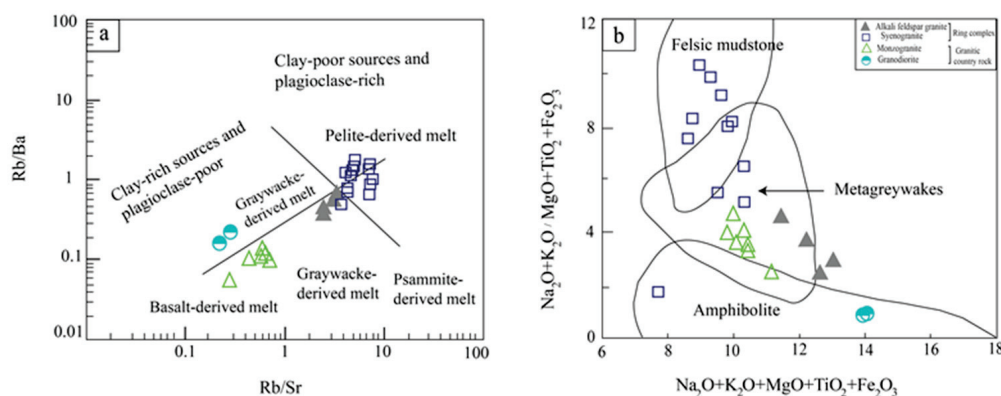 a
100
10
1
0.1
0.01
Rb/Ba
Clay-poor sources and
plagioclase-rich
Pelite-derived melt
Clay-rich sources and
plagioclase-poor
Graywacke-
derived melt
Basalt-derived melt
Graywacke-
derived melt
Psammite-
derived melt
0.1
1
10
100
Rb/Sr
b
12
8
4
0
Na₂O+K₂O / MgO+TiO₂+Fe₂O₃
Felsic mudstone
Metagreywakes
Amphibolite
Alkali feldspar granite
Syenogranite
Ring complex
Monzogranite
Granodiorite
Granitic
country rock
6
8
10
12
14
16
18
Na₂O+K₂O+MgO+TiO₂+Fe₂O₃